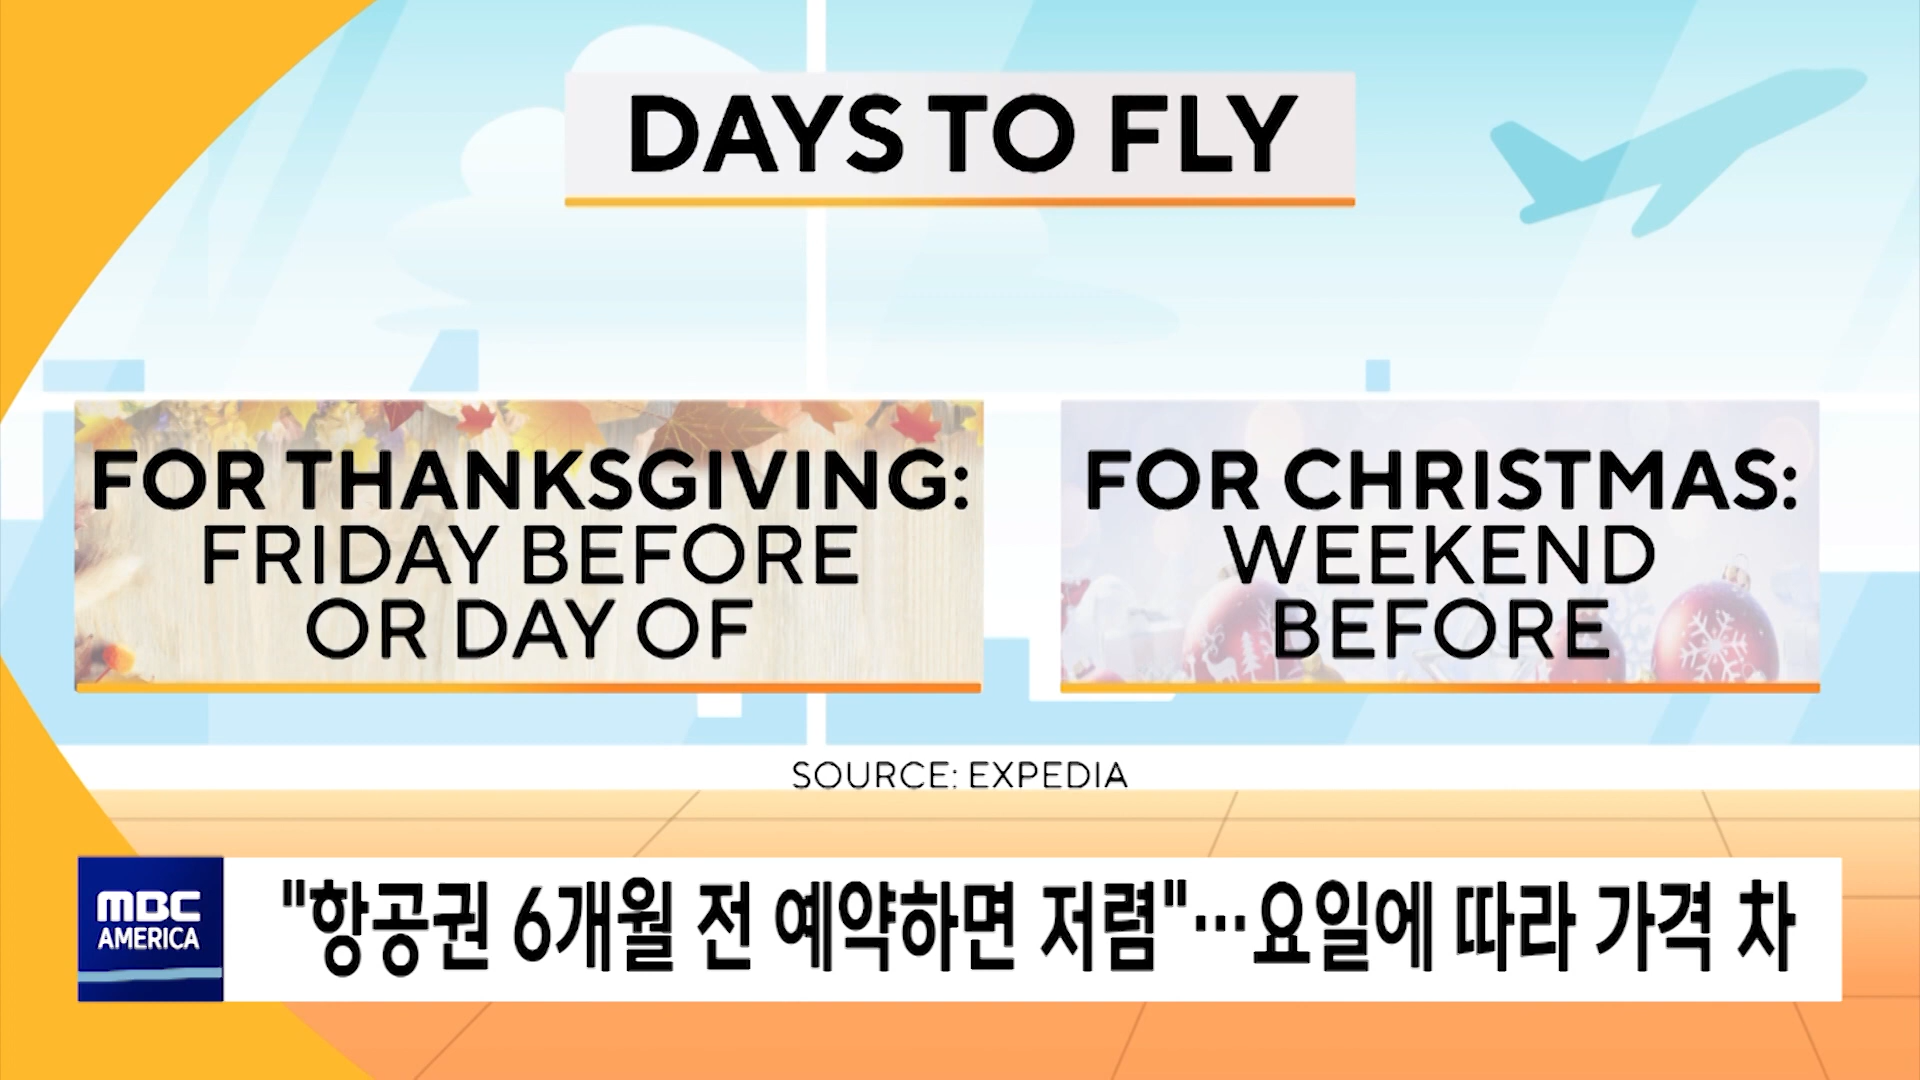 DAYS TO FLY
FOR THANKSGIVING:
FRIDAY BEFORE
OR DAY OF
FOR CHRISTMAS:
WEEKEND
BEFORE
SOURCE: EXPEDIA
MBC
AMERICA
"항공권 6개월 전 예약하면 저렴"…요일에 따라 가격 차